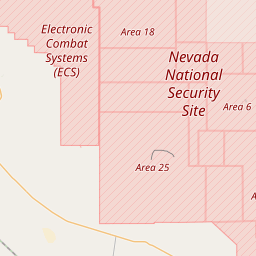 Electronic
Combat
Systems
(ECS)
Area 18
Nevada
National
Security
Site
Area 6
Area 25